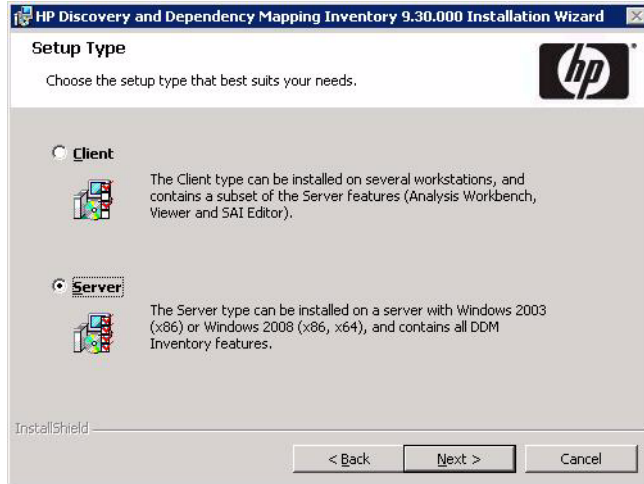 HP Discovery and Dependency Mapping Inventory 9.30.000 Installation Wizard
Setup Type
Choose the setup type that best suits your needs.
hp
Client
The Client type can be installed on several workstations, and
contains a subset of the Server features (Analysis Workbench,
Viewer and SAI Editor).
Server
The Server type can be installed on a server with Windows 2003
(x86) or Windows 2008 (x86, x64), and contains all DDM
Inventory features.
InstallShield
< Back
Next >
Cancel